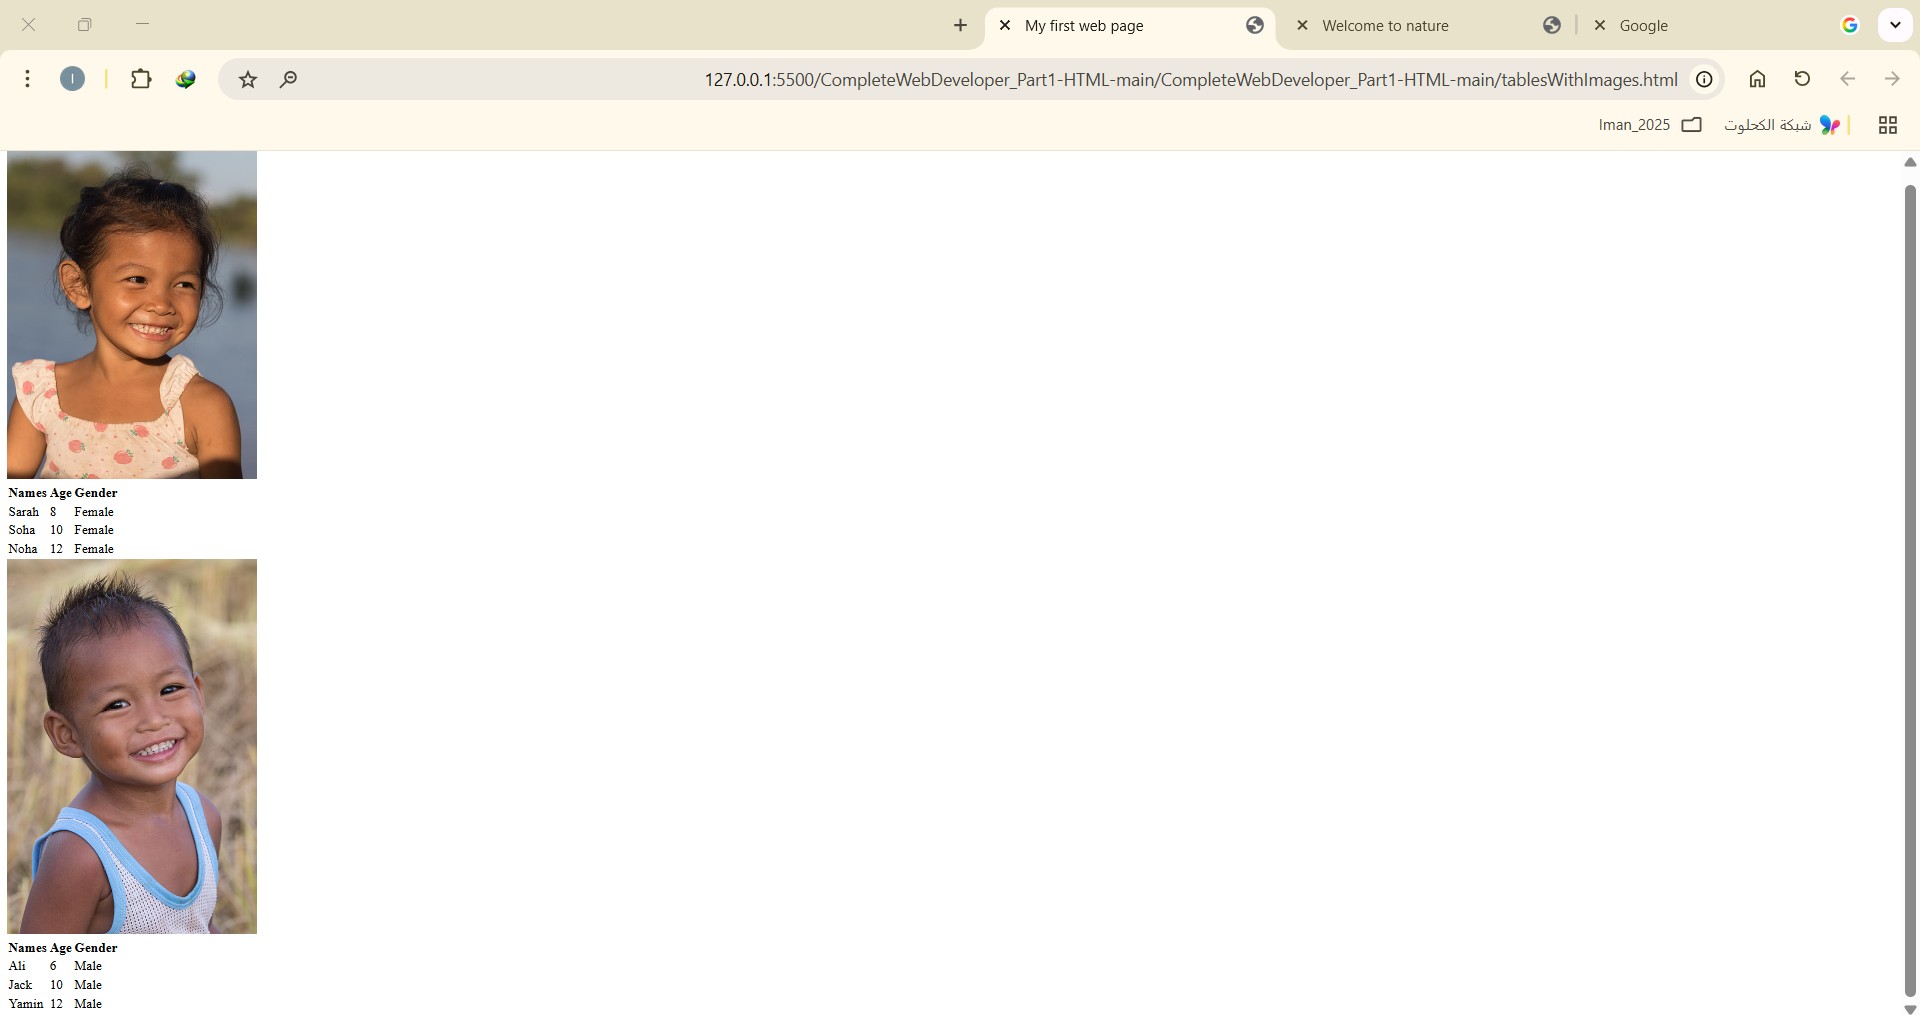 My first web page
Welcome to nature
Google
127.0.0.1:5500/CompleteWebDeveloper_Part1-HTML-main/CompleteWebDeveloper_Part1-HTML-main/tablesWithImages.html
Iman_2025
شبكة الكحلوت
Names Age Gender
Sarah 8 Female
Soha 10 Female
Noha 12 Female
Names Age Gender
Ali 6 Male
Jack 10 Male
Yamin 12 Male